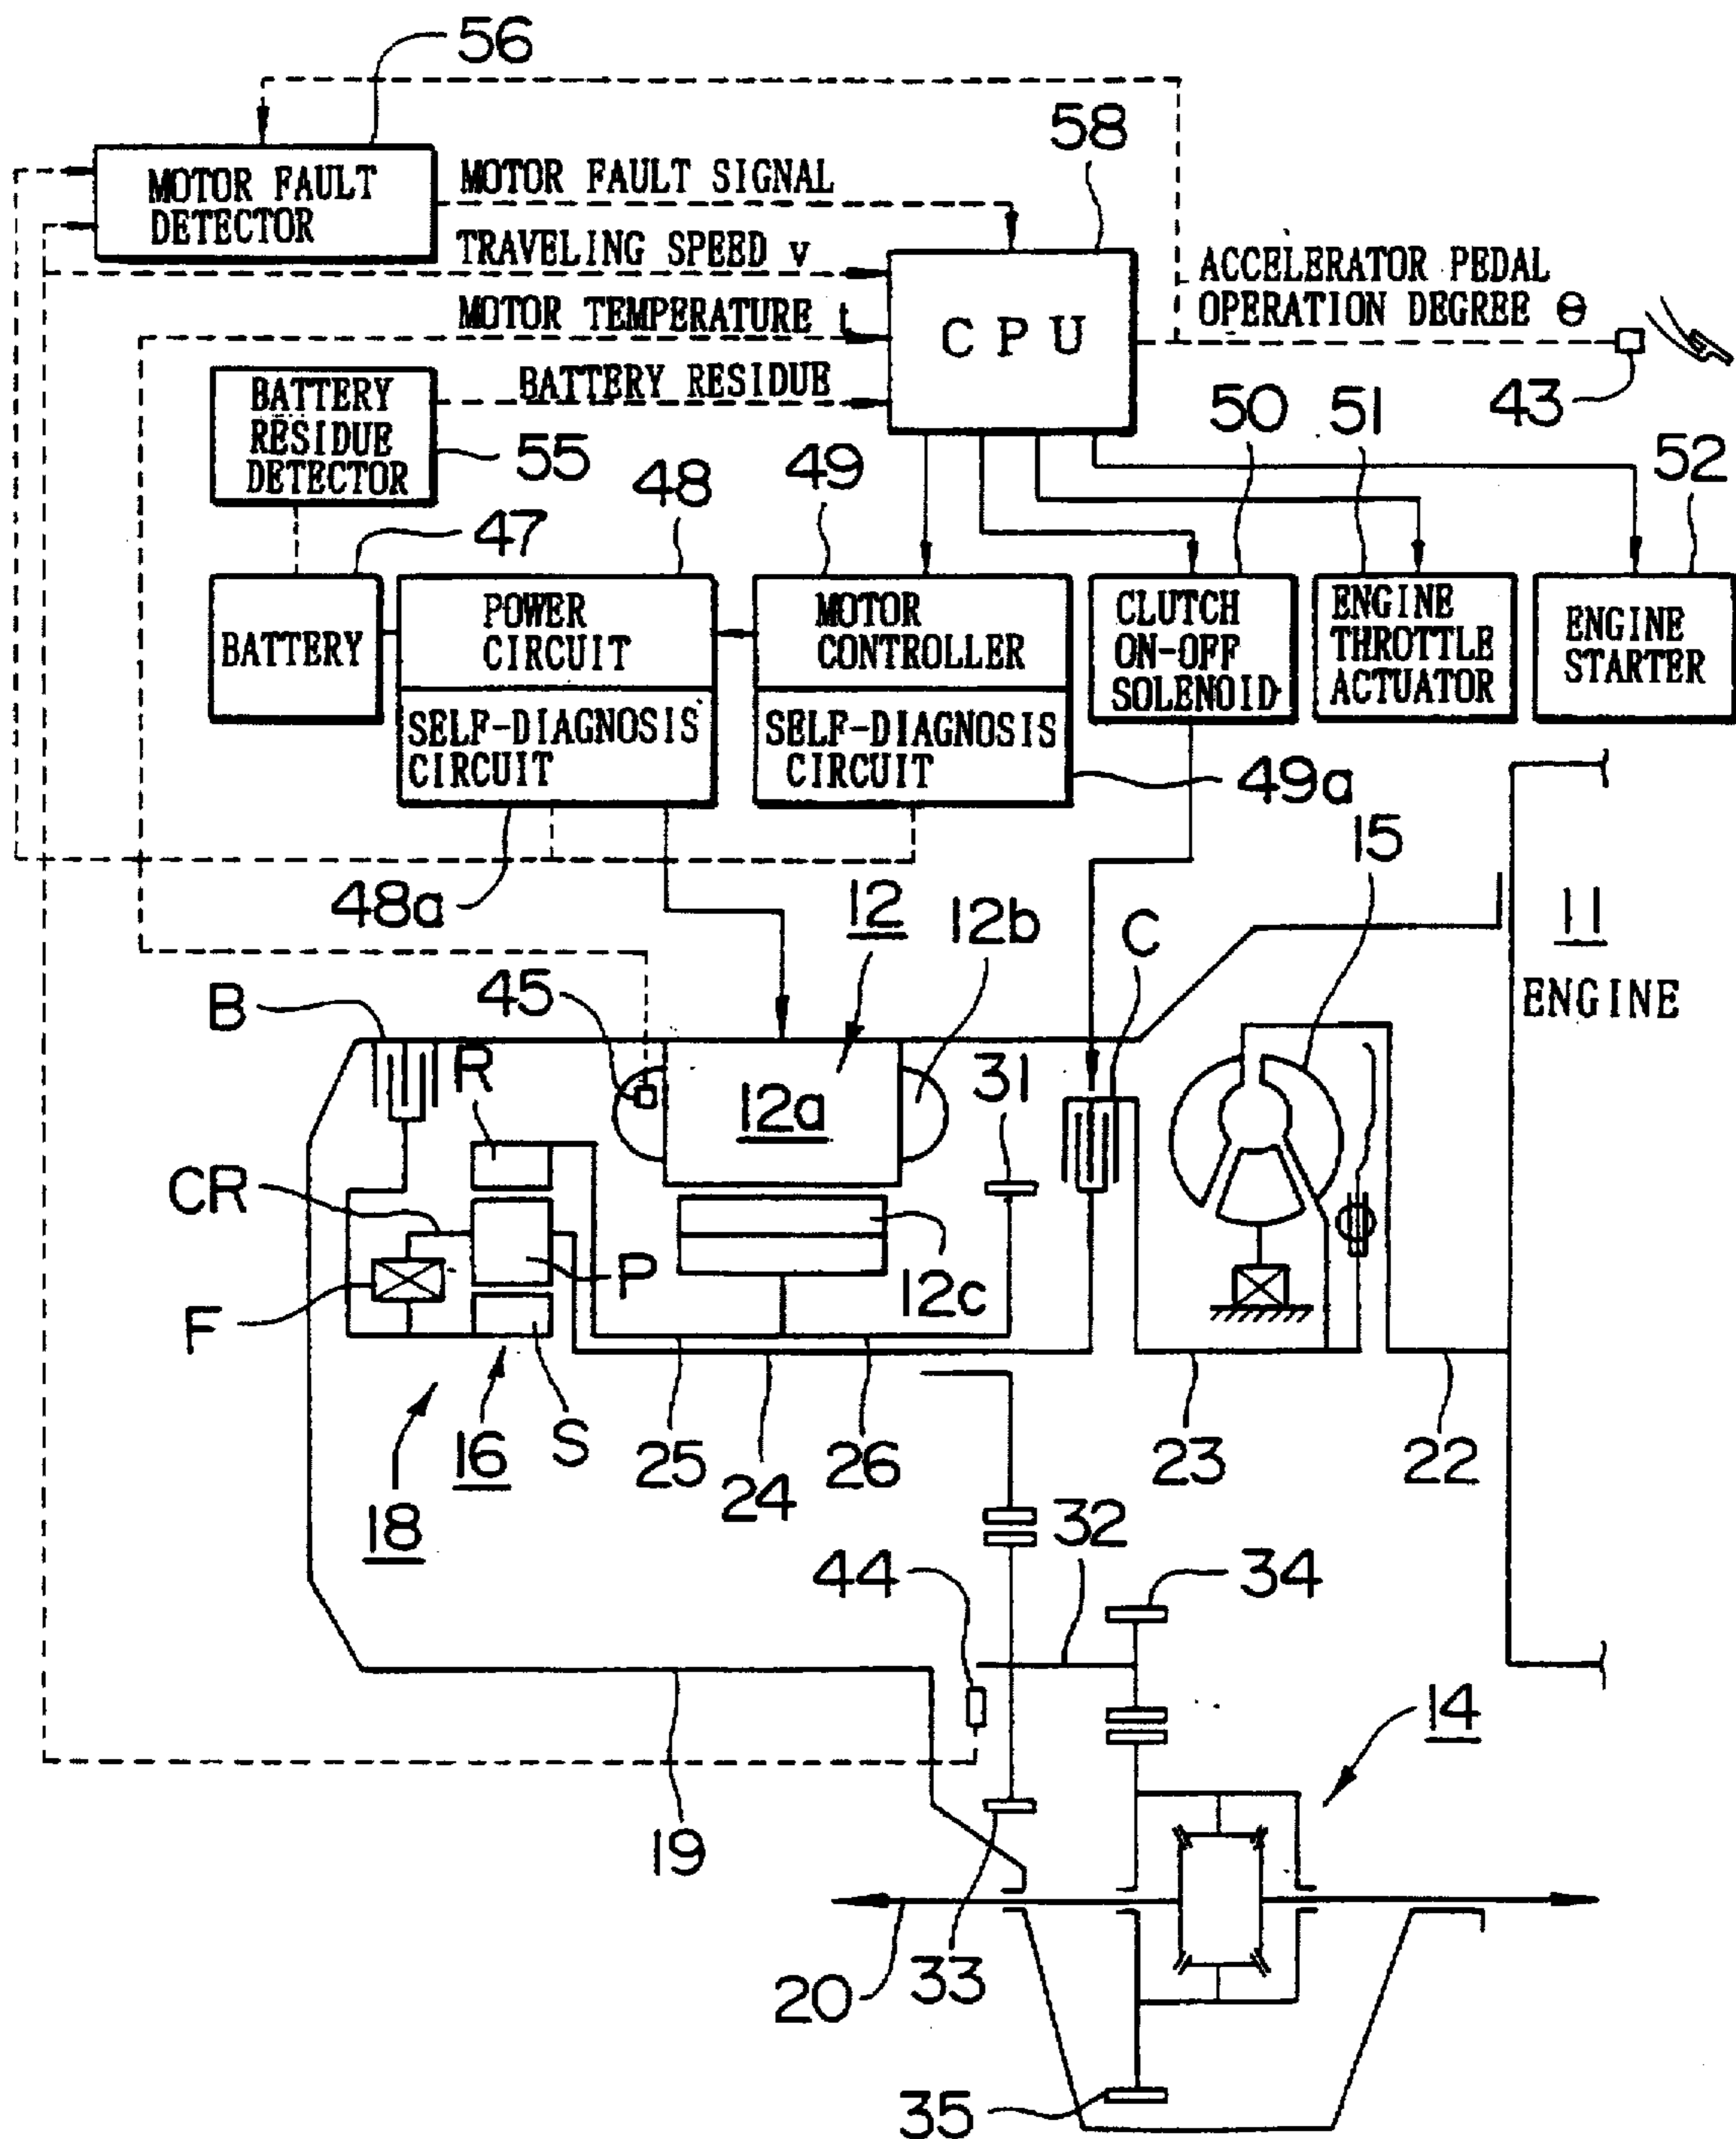 56
58
MOTOR FAULT
DETECTOR
MOTOR FAULT SIGNAL
TRAVELING SPEED v
MOTOR TEMPERATURE t
BATTERY RESIDUE
CPU
ACCELERATOR PEDAL
OPERATION DEGREE θ
43
BATTERY
RESIDUE
DETECTOR
55
47
48
49
50
51
52
BATTERY
POWER
CIRCUIT
SELF-DIAGNOSIS
CIRCUIT
MOTOR
CONTROLLER
SELF-DIAGNOSIS
CIRCUIT
CLUTCH
ON-OFF
SOLENOID
ENGINE
THROTTLE
ACTUATOR
ENGINE
STARTER
48a
49a
15
12
12b
C
11
ENGINE
B
45
R
12a
31
CR
P
12c
F
S
16
18
25
24
26
23
22
32
44
34
14
19
33
20
35